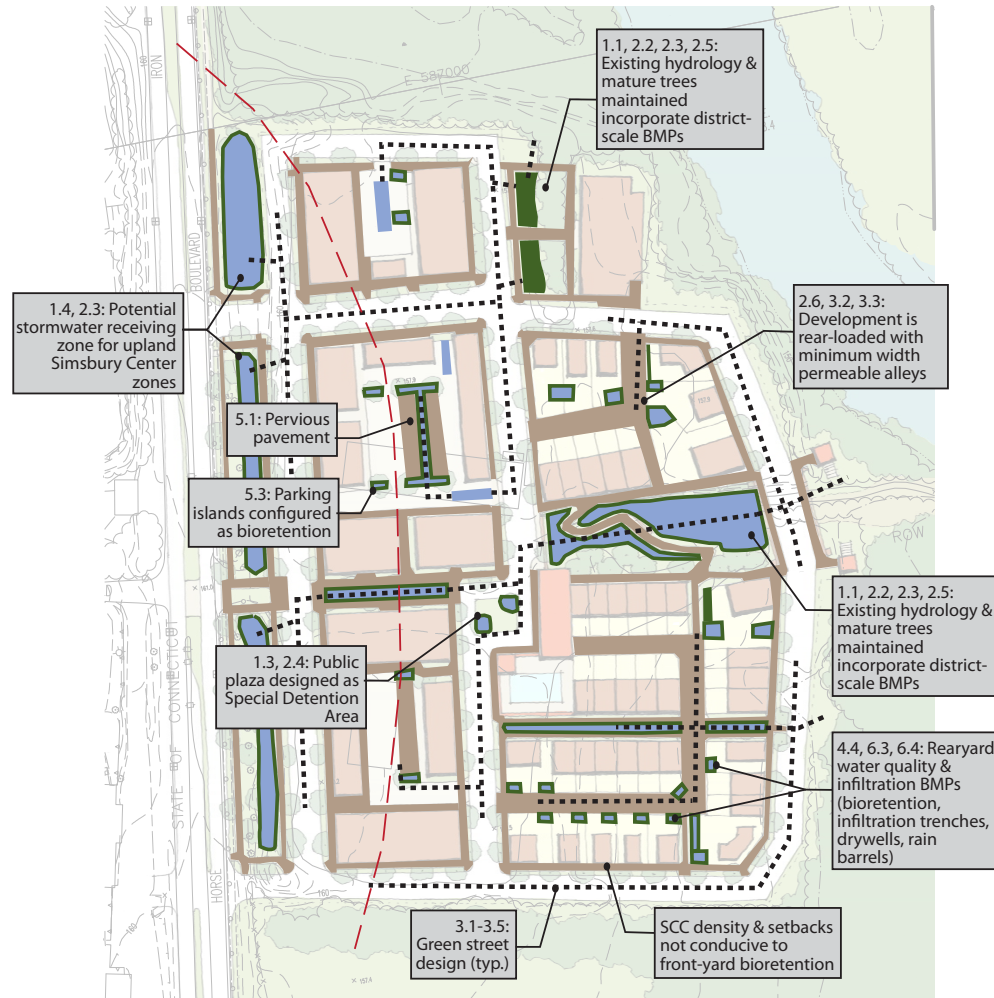 1.1, 2.2, 2.3, 2.5:
Existing hydrology &
mature trees
maintained
incorporate district-
scale BMPs
E 587000
IRON
BOULEVARD
1.4, 2.3: Potential
stormwater receiving
zone for upland
Simsbury Center
zones
2.6, 3.2, 3.3:
Development is
rear-loaded with
minimum width
permeable alleys
5.1: Pervious
pavement
5.3: Parking
islands configured
as bioretention
ROW
1.1, 2.2, 2.3, 2.5:
Existing hydrology &
mature trees
maintained
incorporate district-
scale BMPs
1.3, 2.4: Public
plaza designed as
Special Detention
Area
STATE OF CONNECTICUT
4.4, 6.3, 6.4: Rearyard
water quality &
infiltration BMPs
(bioretention,
infiltration trenches,
drywells, rain
barrels)
HORSE
160
3.1-3.5:
Green street
design (typ.)
SCC density & setbacks
not conducive to
front-yard bioretention
157.4